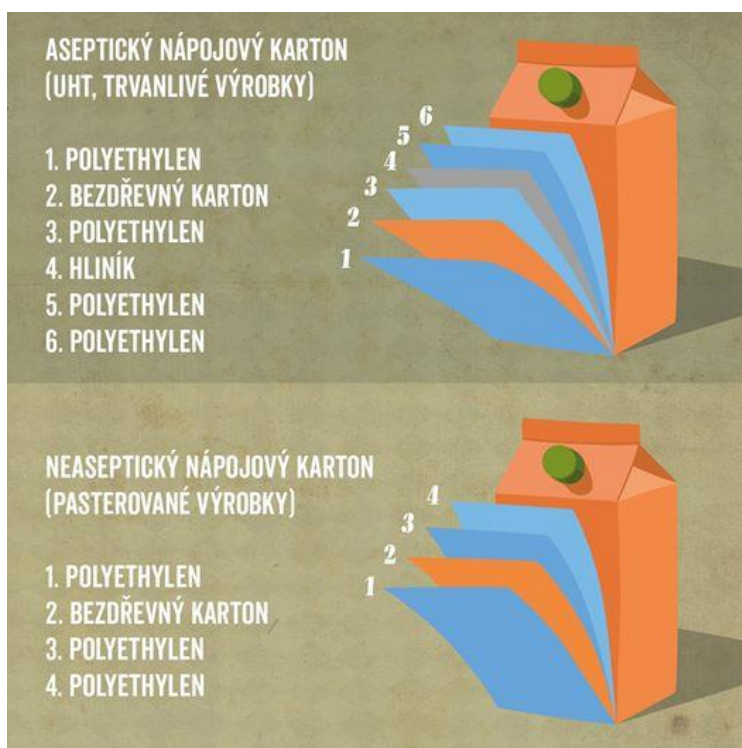 ASEPTICKÝ NÁPOJOVÝ KARTON
(UHT, TRVANLIVÉ VÝROBKY)
1. POLYETHYLEN
2. BEZDŘEVNÝ KARTON
3. POLYETHYLEN
4. HLINÍK
5. POLYETHYLEN
6. POLYETHYLEN
6
5
4
3
2
1
NEASEPTICKÝ NÁPOJOVÝ KARTON
(PASTEROVANÉ VÝROBKY)
1. POLYETHYLEN
2. BEZDŘEVNÝ KARTON
3. POLYETHYLEN
4. POLYETHYLEN
4
3
2
1